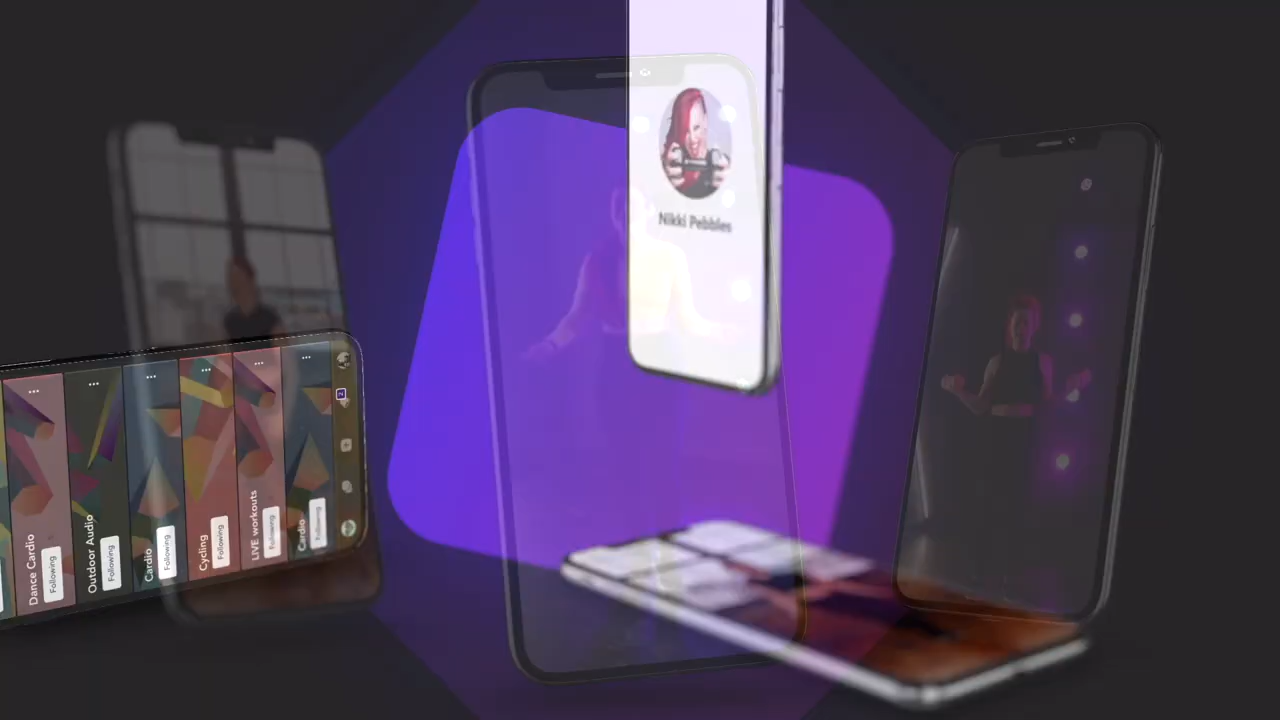 Nikki Pebbles
Dance Cardio
Following
Outdoor Audio
Following
Cardio
Following
Cycling
Following
LIVE workouts
Following
Cardio
Following